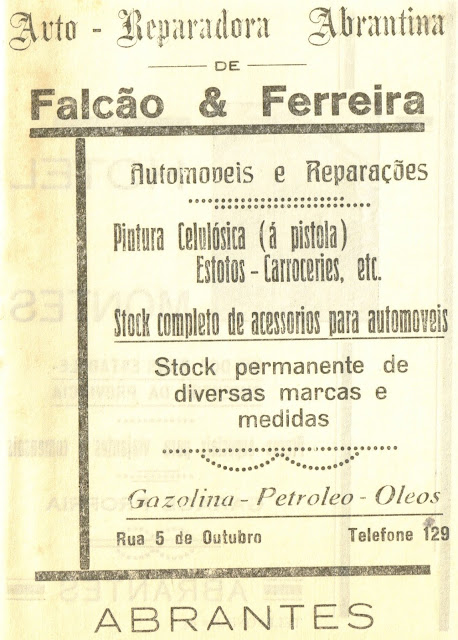 Auto - Reparadora Abrantina
DE
Falcão & Ferreira
Automoveis e Reparações
Pintura Celulósica (á pistola)
Estofos - Carroceries, etc.
Stock completo de acessorios para automoveis
Stock permanente de
diversas marcas e
medidas
Gazolina - Petroleo - Oleos
Rua 5 de Outubro Telefone 129
ABRANTES